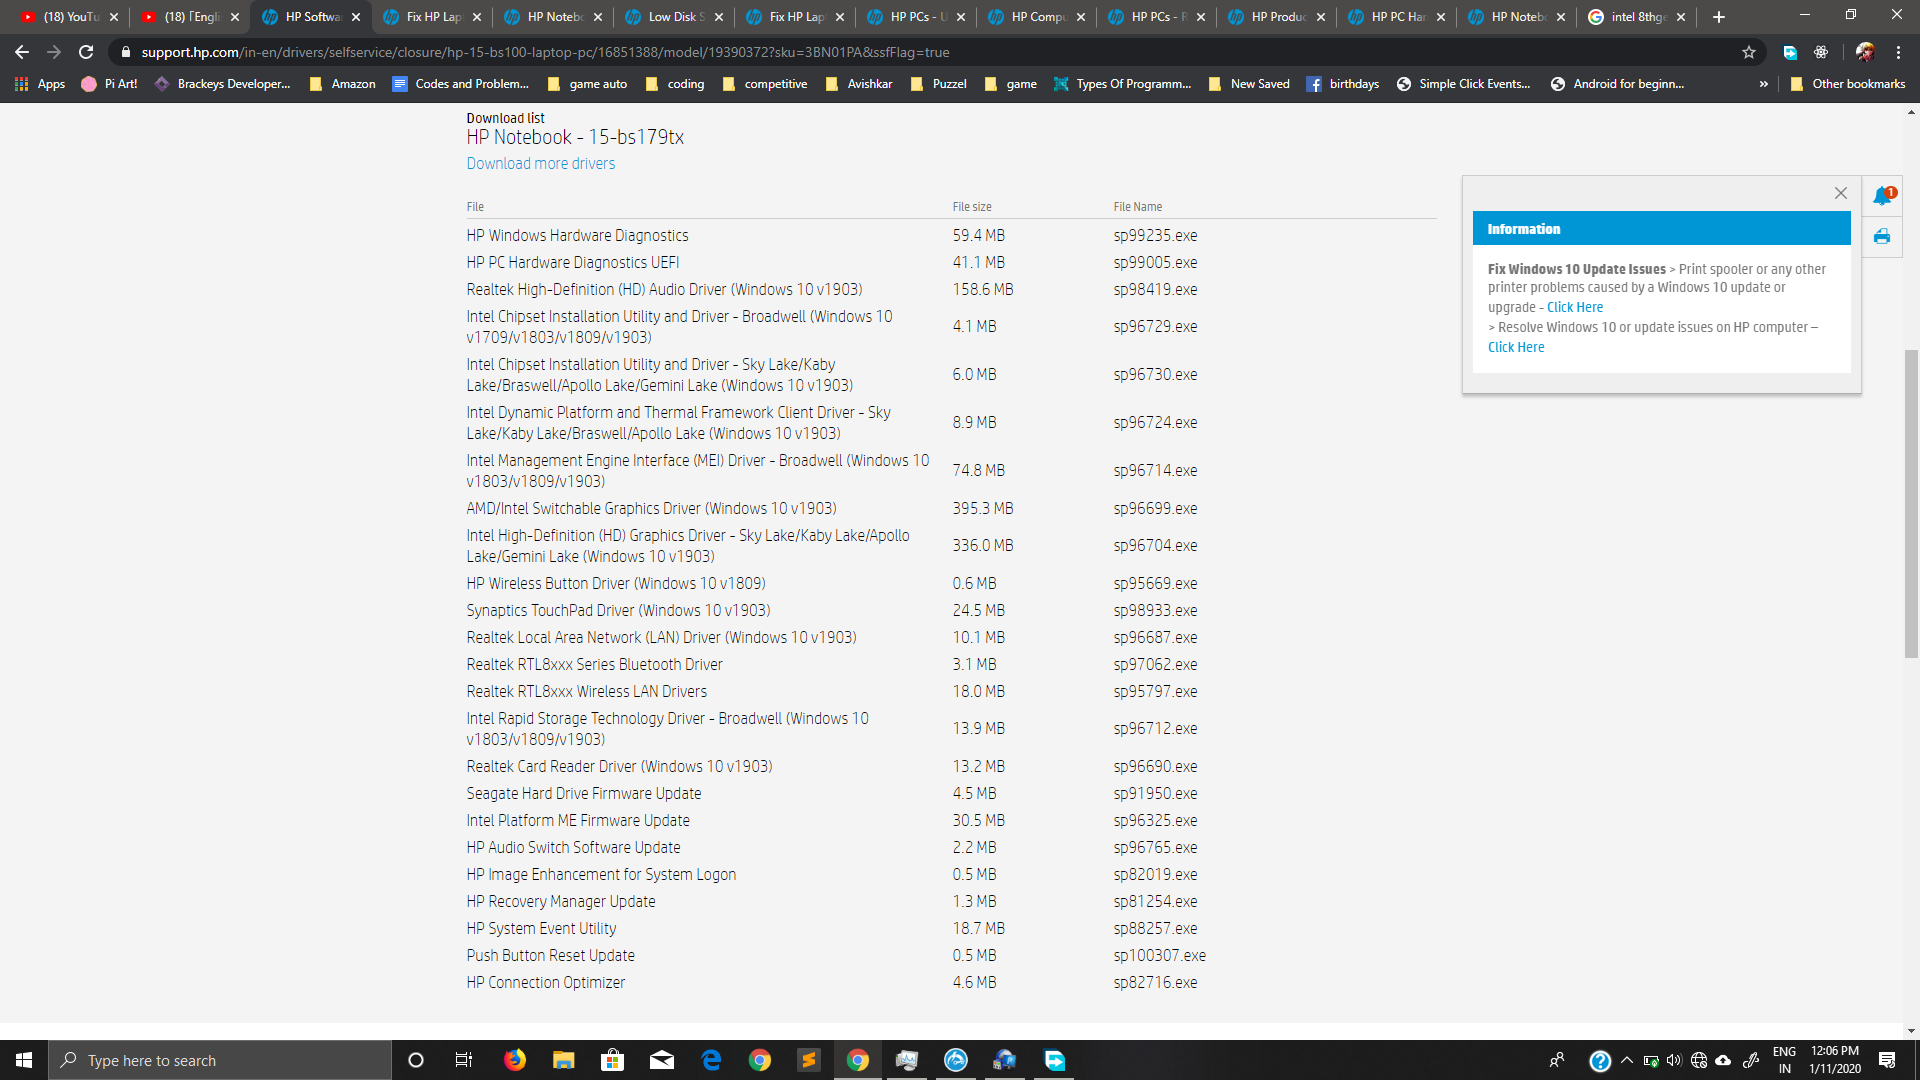 (18) YouTu
(18) 「Engli
HP Softwa
Fix HP Lap
HP Notebo
Low Disk S
Fix HP Lapt
HP PCs - U
HP Compu
HP PCs - R
HP Produc
HP PC Har
HP Notebo
intel 8thge
support.hp.com/in-en/drivers/selfservice/closure/hp-15-bs100-laptop-pc/16851388/model/19390372?sku=3BN01PA&ssfFlag=true
Apps
Pi Art!
Brackeys Developer...
Amazon
Codes and Problem...
game auto
coding
competitive
Avishkar
Puzzel
game
Types Of Programm...
New Saved
birthdays
Simple Click Events...
Android for beginn...
»
Other bookmarks
Download list
HP Notebook - 15-bs179tx
Download more drivers
File File size File Name
HP Windows Hardware Diagnostics 59.4 MB sp99235.exe
HP PC Hardware Diagnostics UEFI 41.1 MB sp99005.exe
Realtek High-Definition (HD) Audio Driver (Windows 10 v1903) 158.6 MB sp98419.exe
Intel Chipset Installation Utility and Driver - Broadwell (Windows 10
v1709/v1803/v1809/v1903)
4.1 MB sp96729.exe
Intel Chipset Installation Utility and Driver - Sky Lake/Kaby
Lake/Braswell/Apollo Lake/Gemini Lake (Windows 10 v1903)
6.0 MB sp96730.exe
Intel Dynamic Platform and Thermal Framework Client Driver - Sky
Lake/Kaby Lake/Braswell/Apollo Lake (Windows 10 v1903)
8.9 MB sp96724.exe
Intel Management Engine Interface (MEI) Driver - Broadwell (Windows 10
v1803/v1809/v1903)
74.8 MB sp96714.exe
AMD/Intel Switchable Graphics Driver (Windows 10 v1903) 395.3 MB sp96699.exe
Intel High-Definition (HD) Graphics Driver - Sky Lake/Kaby Lake/Apollo
Lake/Gemini Lake (Windows 10 v1903)
336.0 MB sp96704.exe
HP Wireless Button Driver (Windows 10 v1809) 0.6 MB sp95669.exe
Synaptics TouchPad Driver (Windows 10 v1903) 24.5 MB sp98933.exe
Realtek Local Area Network (LAN) Driver (Windows 10 v1903) 10.1 MB sp96687.exe
Realtek RTL8xxx Series Bluetooth Driver 3.1 MB sp97062.exe
Realtek RTL8xxx Wireless LAN Drivers 18.0 MB sp95797.exe
Intel Rapid Storage Technology Driver - Broadwell (Windows 10
v1803/v1809/v1903)
13.9 MB sp96712.exe
Realtek Card Reader Driver (Windows 10 v1903) 13.2 MB sp96690.exe
Seagate Hard Drive Firmware Update 4.5 MB sp91950.exe
Intel Platform ME Firmware Update 30.5 MB sp96325.exe
HP Audio Switch Software Update 2.2 MB sp96765.exe
HP Image Enhancement for System Logon 0.5 MB sp82019.exe
HP Recovery Manager Update 1.3 MB sp81254.exe
HP System Event Utility 18.7 MB sp88257.exe
Push Button Reset Update 0.5 MB sp100307.exe
HP Connection Optimizer 4.6 MB sp82716.exe
1
Information
Fix Windows 10 Update Issues > Print spooler or any other
printer problems caused by a Windows 10 update or
upgrade - Click Here
> Resolve Windows 10 or update issues on HP computer –
Click Here
Type here to search
ENG
IN
12:06 PM
1/11/2020